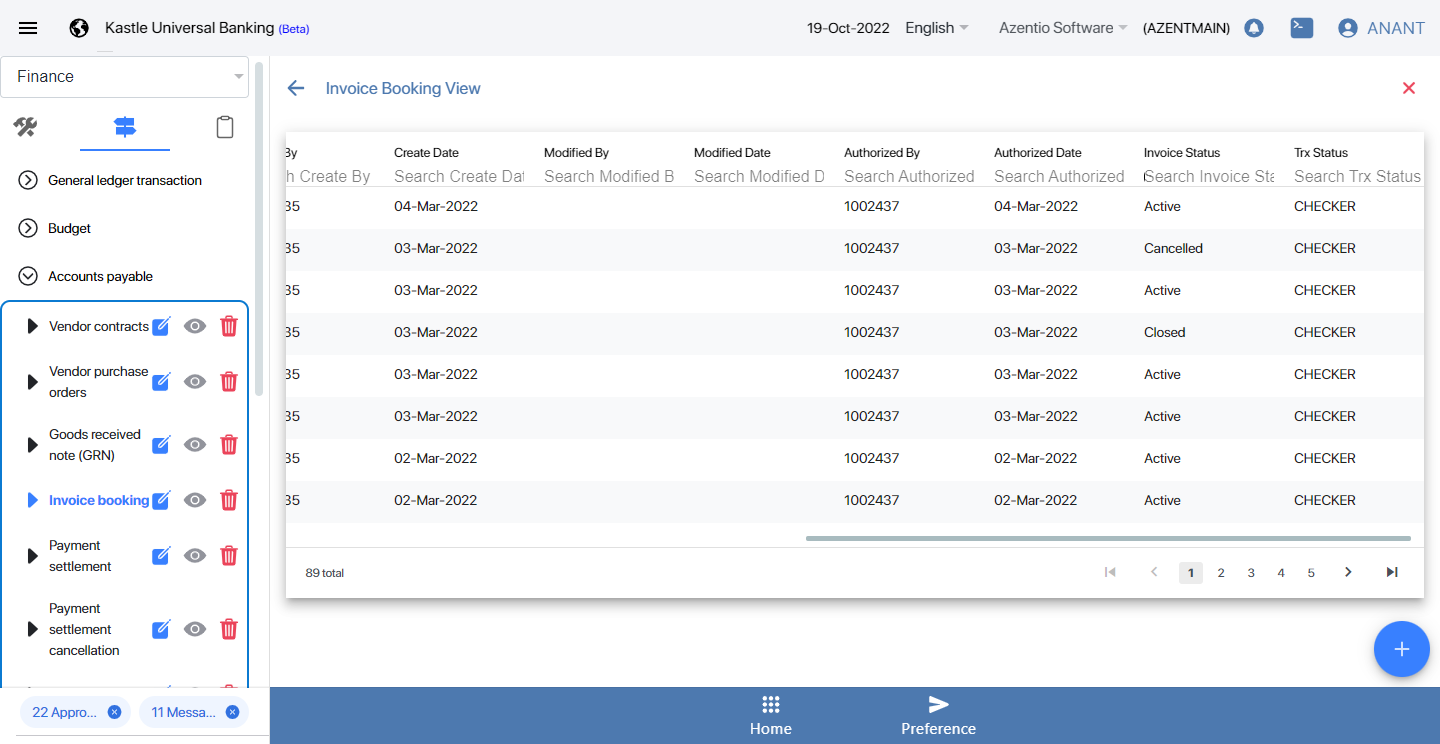 Kastle Universal Banking (Beta)
19-Oct-2022 English Azentio Software (AZENTMAIN) ANANT
Finance
General ledger transaction
Budget
Accounts payable
Vendor contracts
Vendor purchase
orders
Goods received
note (GRN)
Invoice booking
Payment
settlement
Payment
settlement
cancellation
22 Appro... 11 Messa...
Invoice Booking View
By Create Date Modified By Modified Date Authorized By Authorized Date Invoice Status Trx Status
h Create By Search Create Dat Search Modified B Search Modified D Search Authorized Search Authorized Search Invoice Sta Search Trx Status
35 04-Mar-2022 1002437 04-Mar-2022 Active CHECKER
35 03-Mar-2022 1002437 03-Mar-2022 Cancelled CHECKER
35 03-Mar-2022 1002437 03-Mar-2022 Active CHECKER
35 03-Mar-2022 1002437 03-Mar-2022 Closed CHECKER
35 03-Mar-2022 1002437 03-Mar-2022 Active CHECKER
35 03-Mar-2022 1002437 03-Mar-2022 Active CHECKER
35 02-Mar-2022 1002437 02-Mar-2022 Active CHECKER
35 02-Mar-2022 1002437 02-Mar-2022 Active CHECKER
89 total 1 2 3 4 5
Home Preference